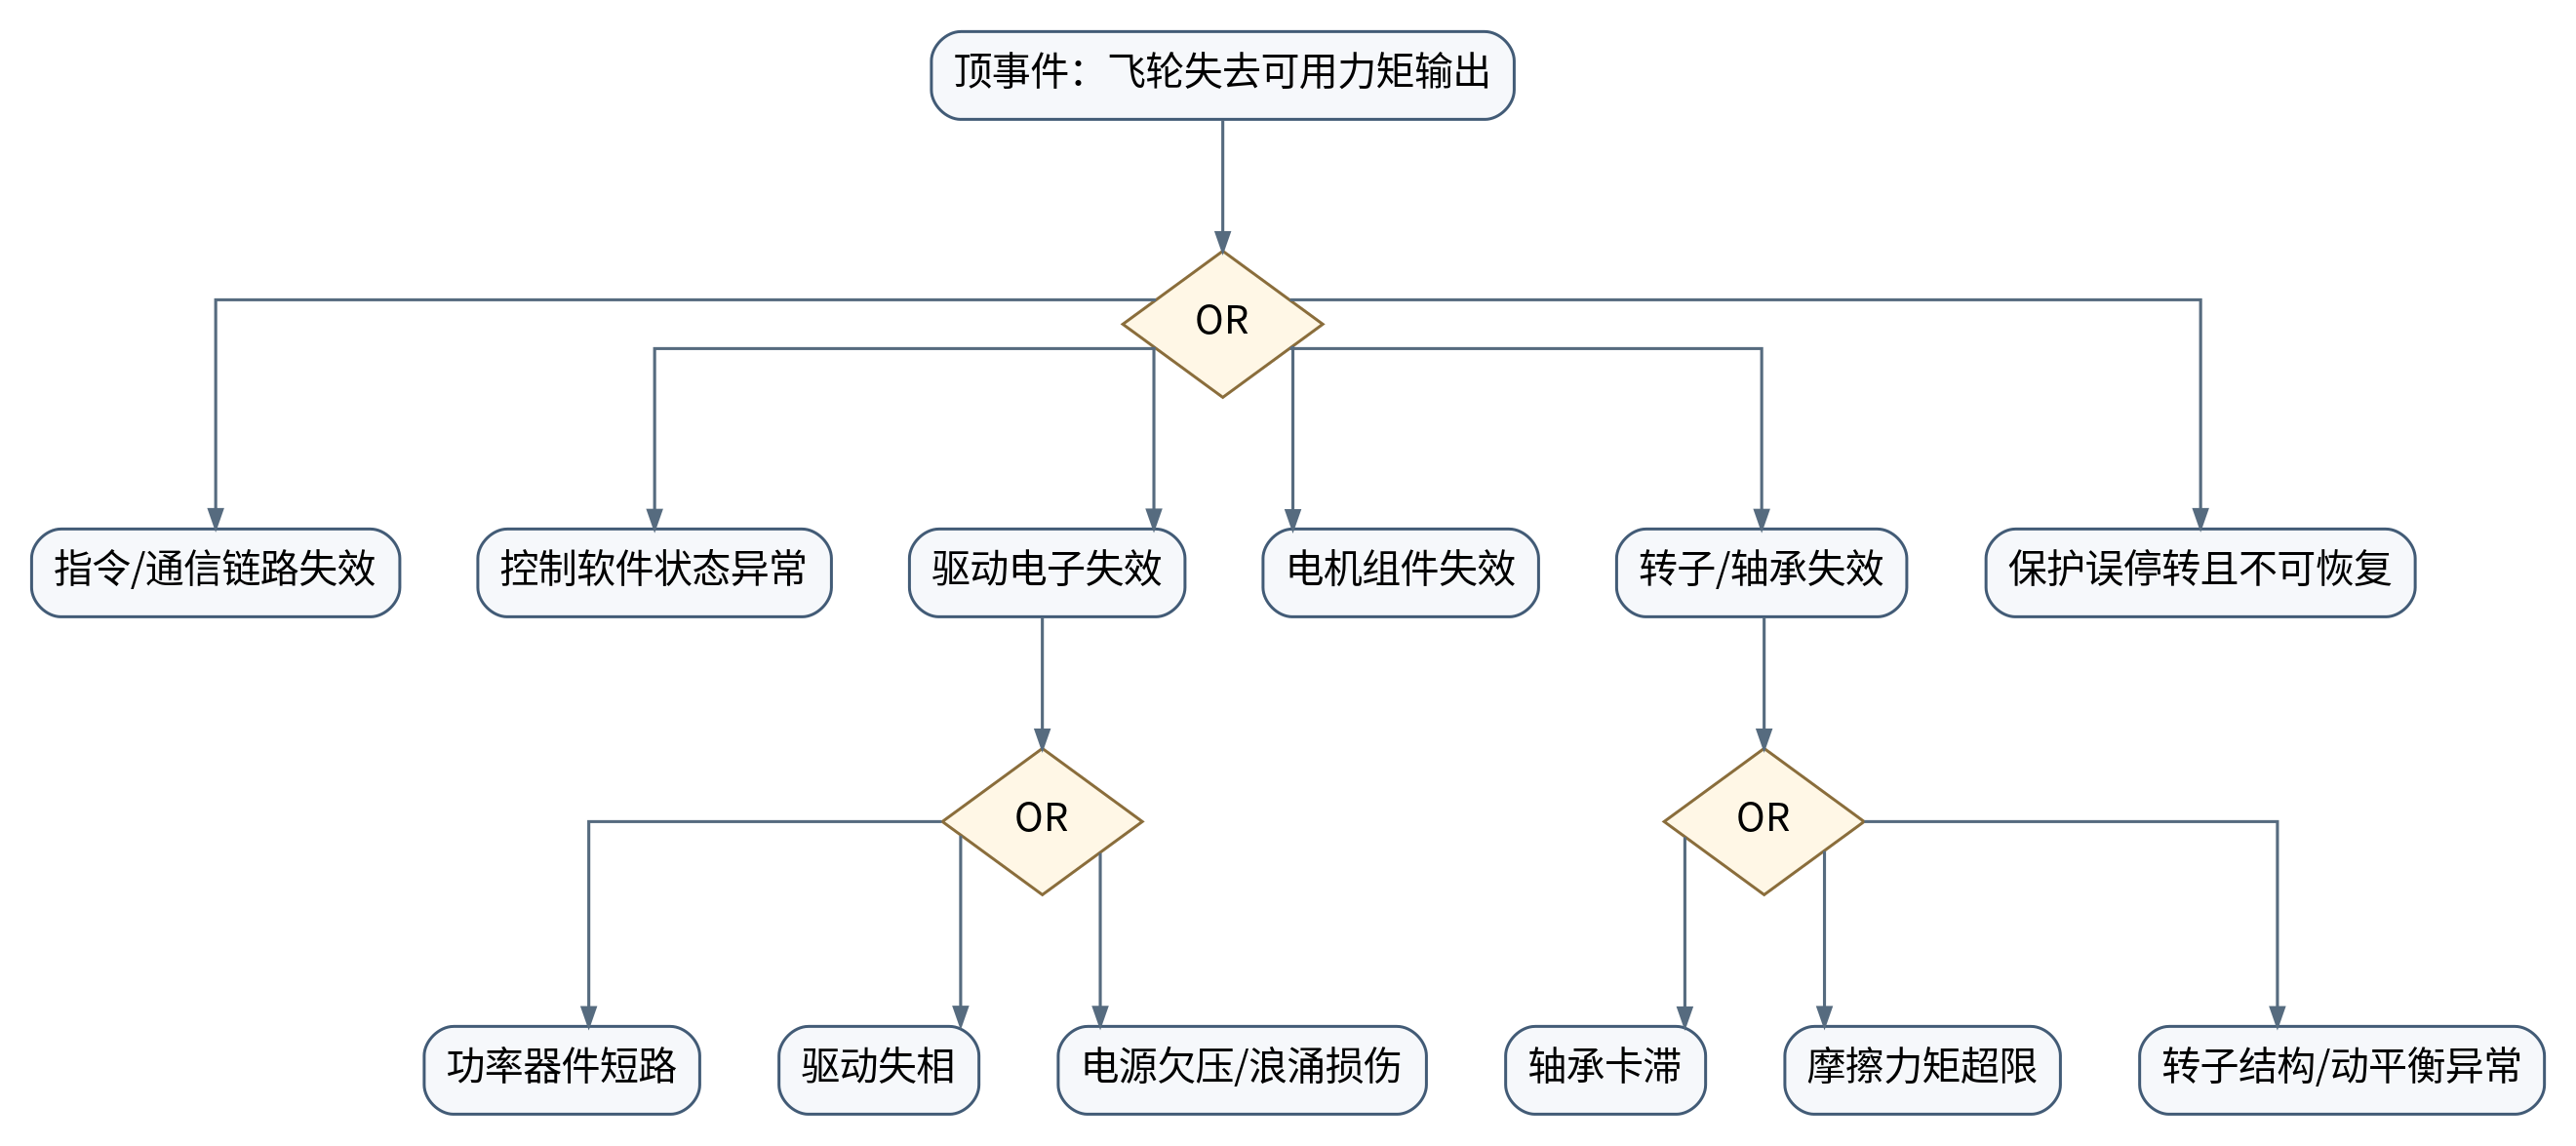 顶事件：飞轮失去可用力矩输出
OR
指令/通信链路失效
控制软件状态异常
驱动电子失效
电机组件失效
转子/轴承失效
保护误停转且不可恢复
OR
OR
功率器件短路
驱动失相
电源欠压/浪涌损伤
轴承卡滞
摩擦力矩超限
转子结构/动平衡异常